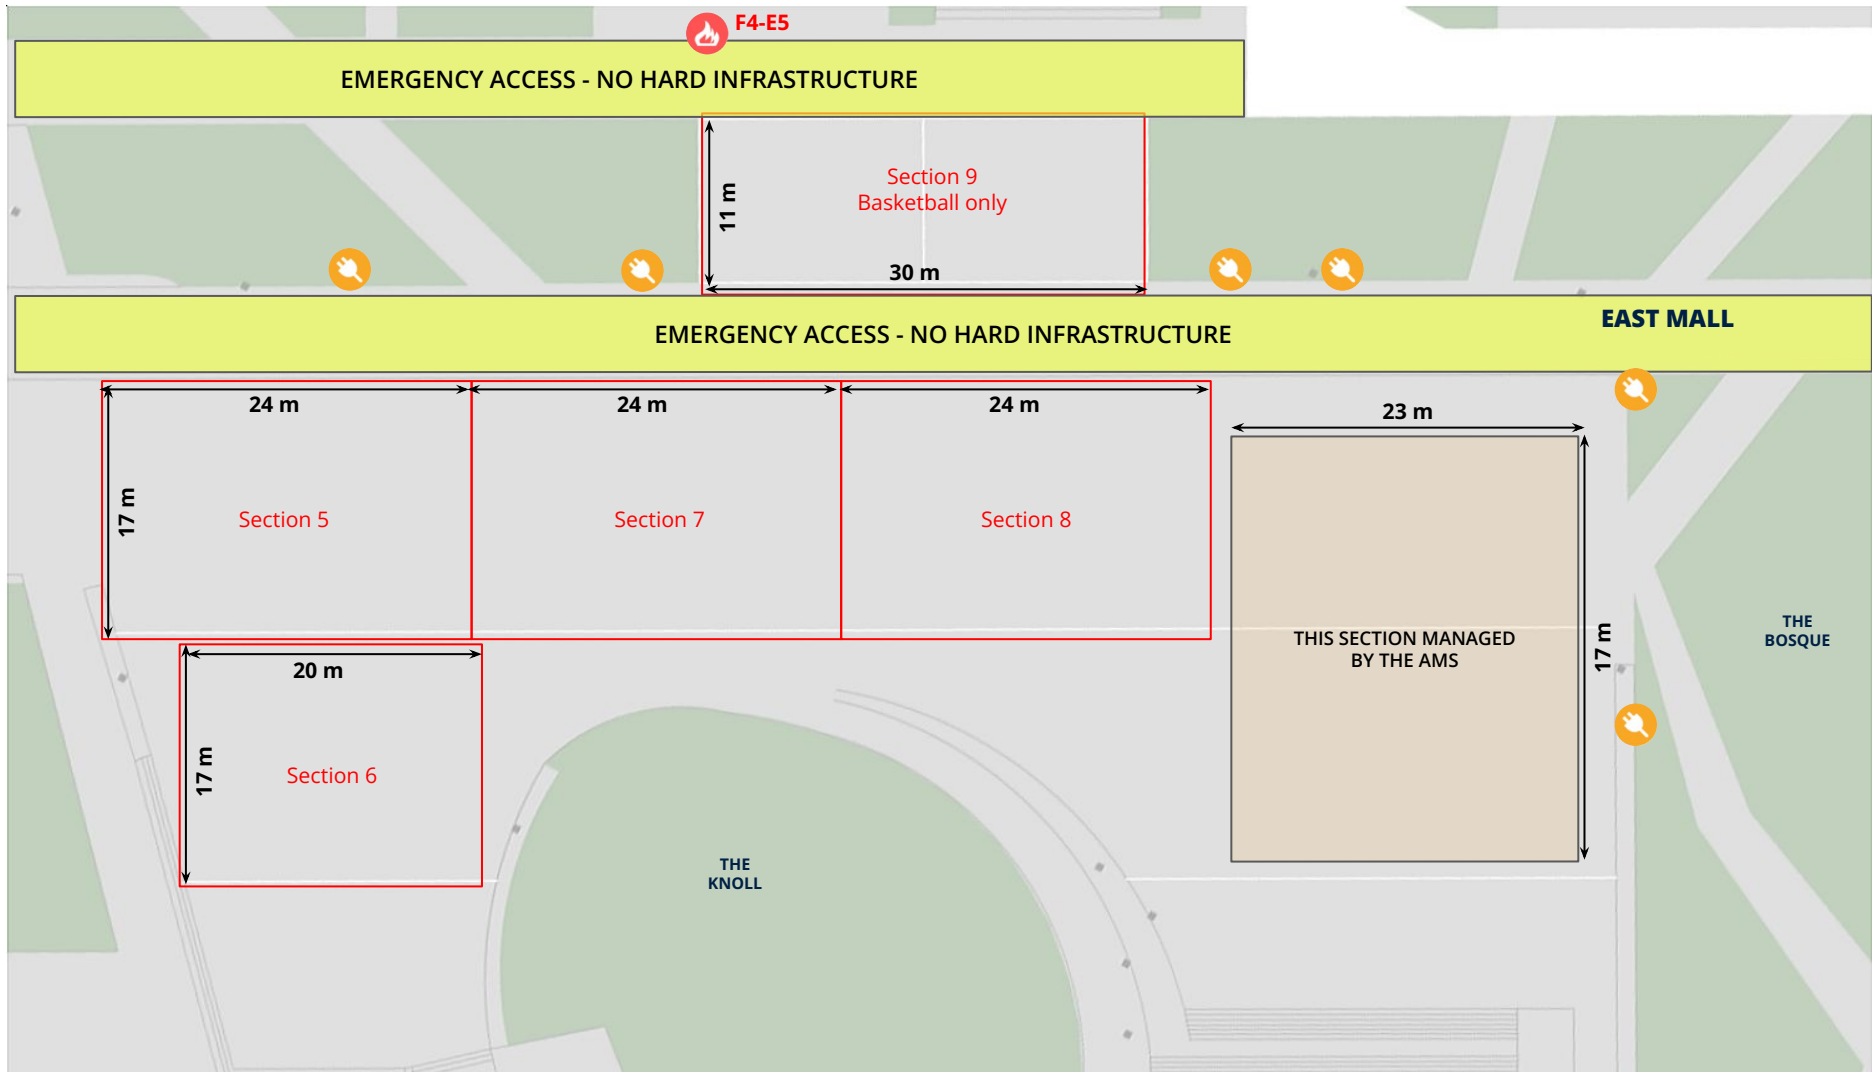 F4-E5
EMERGENCY ACCESS - NO HARD INFRASTRUCTURE
Section 9
Basketball only
11 m
30 m
EMERGENCY ACCESS - NO HARD INFRASTRUCTURE
EAST MALL
24 m
24 m
24 m
23 m
17 m
Section 5
Section 7
Section 8
THIS SECTION MANAGED
BY THE AMS
17 m
THE
BOSQUE
20 m
17 m
Section 6
THE
KNOLL